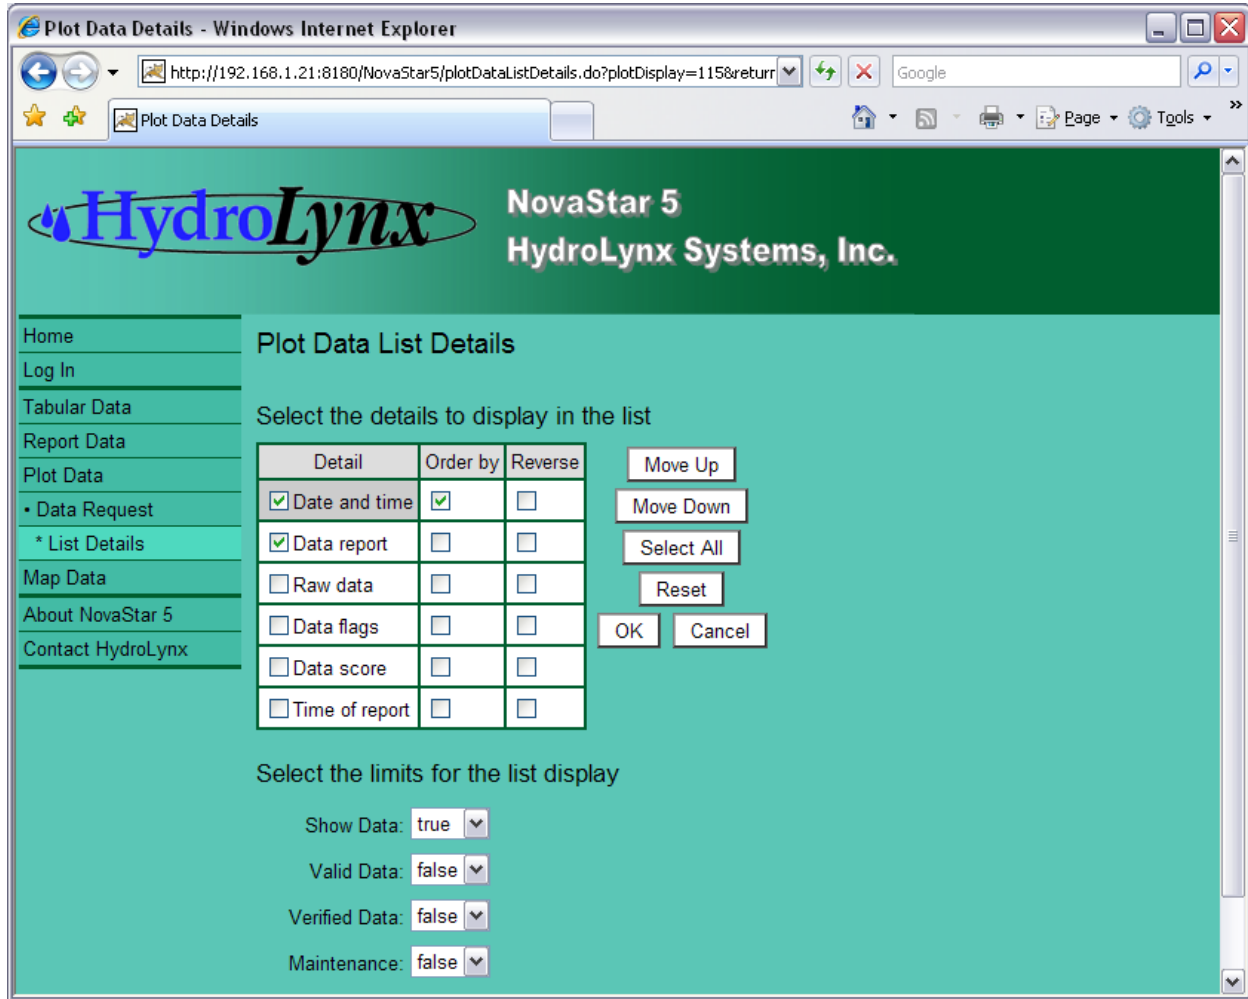 Plot Data Details - Windows Internet Explorer
http://192.168.1.21:8180/NovaStar5/plotDataListDetails.do?plotDisplay=115&returr
Google
Plot Data Details
Page
Tools
»
HydroLynx
NovaStar 5
HydroLynx Systems, Inc.
Home
Log In
Tabular Data
Report Data
Plot Data
• Data Request
* List Details
Map Data
About NovaStar 5
Contact HydroLynx
Plot Data List Details
Select the details to display in the list
Detail Order by Reverse
Date and time
Data report
Raw data
Data flags
Data score
Time of report
Move Up
Move Down
Select All
Reset
OK Cancel
Select the limits for the list display
Show Data: true
Valid Data: false
Verified Data: false
Maintenance: false